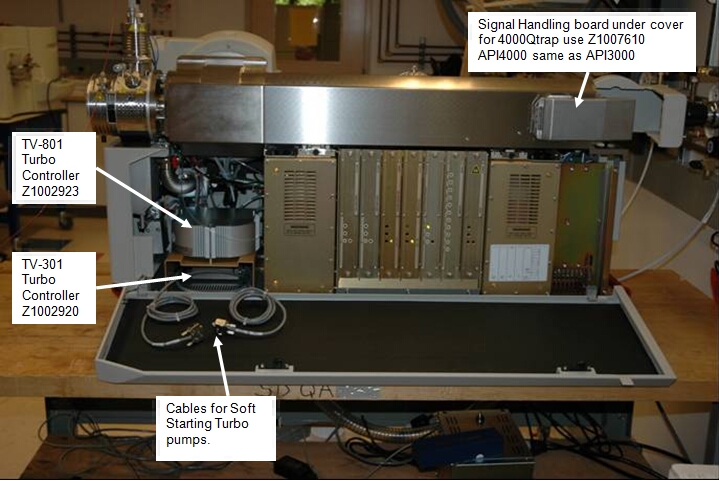 Signal Handling board under cover
for 4000Qtrap use Z1007610
API4000 same as API3000
TV-801
Turbo
Controller
Z1002923
TV-301
Turbo
Controller
Z1002920
Cables for Soft
Starting Turbo
pumps.
SD QA